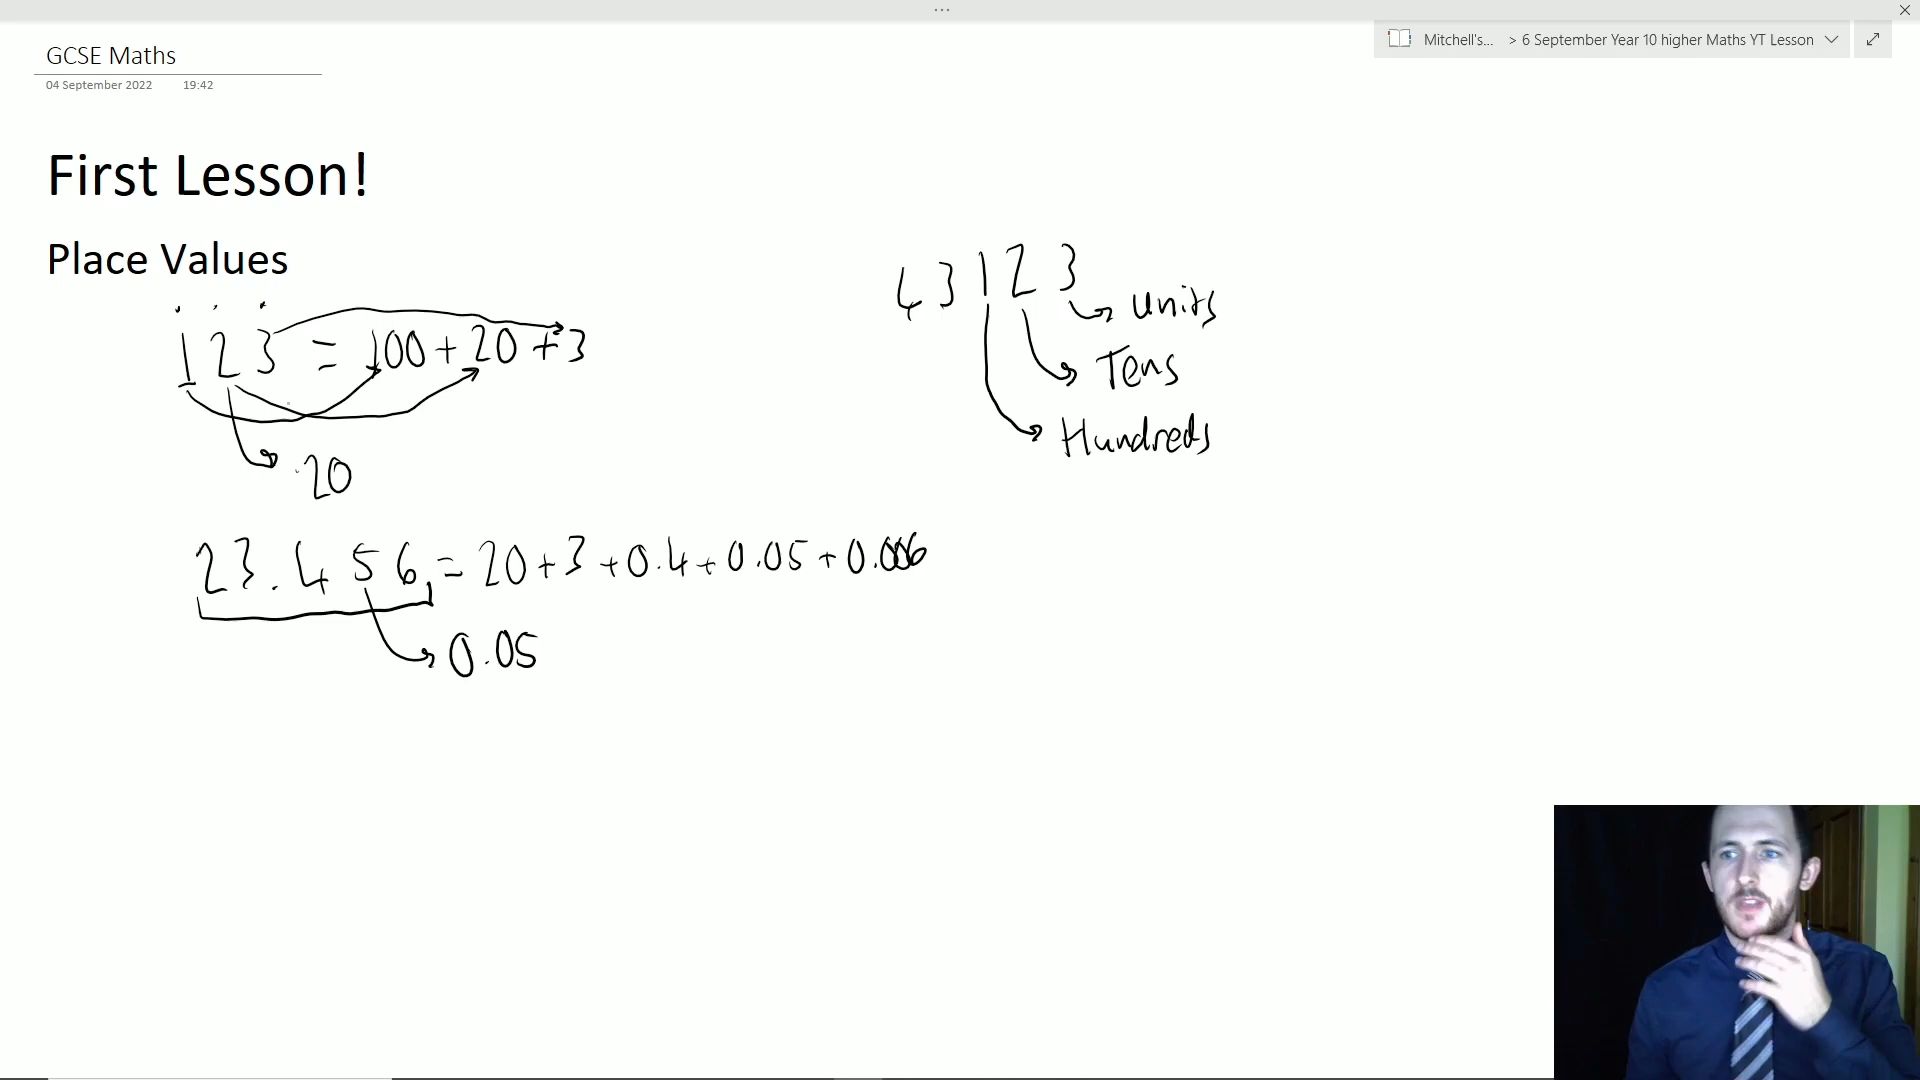 GCSE Maths
Mitchell's... > 6 September Year 10 higher Maths YT Lesson
04 September 2022 19:42
First Lesson!
Place Values
123 = 100 + 20 + 3
20
43123
Units
Tens
Hundreds
23.456 = 20 + 3 + 0.4 + 0.05 + 0.006
0.05